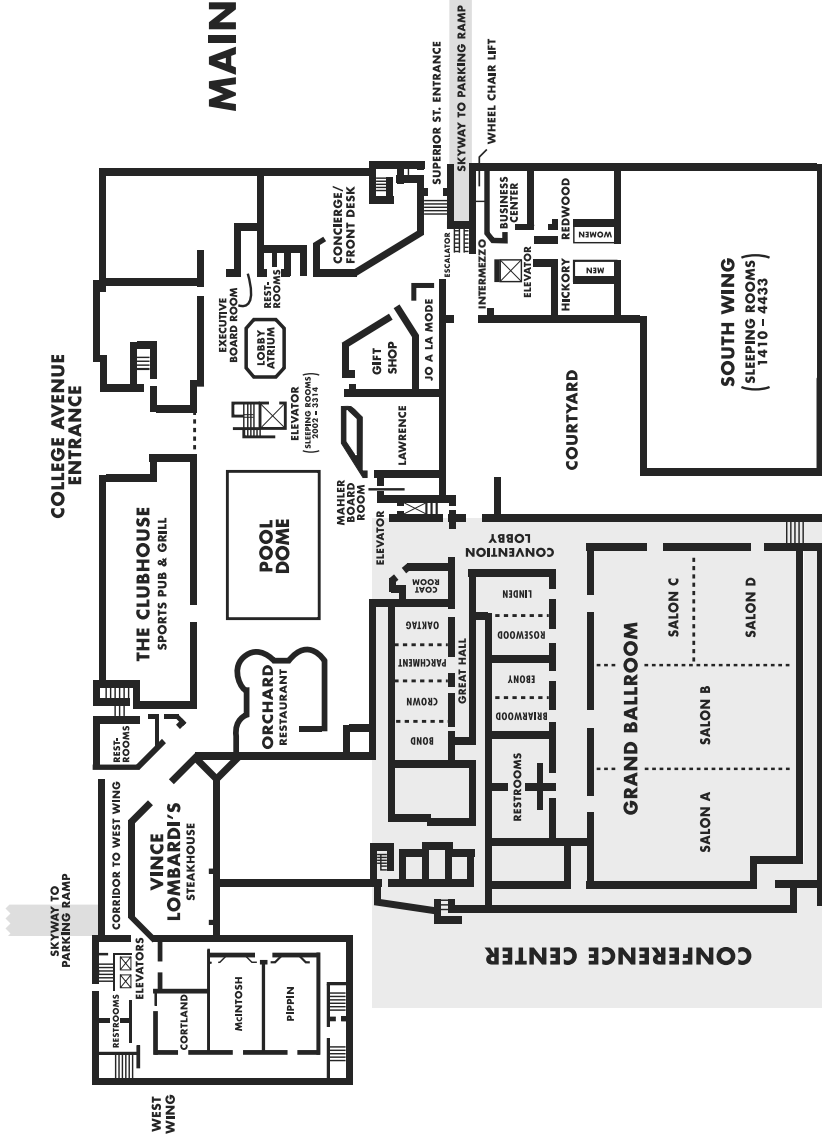 MAIN
SUPERIOR ST. ENTRANCE
SKYWAY TO PARKING RAMP
WHEEL CHAIR LIFT
CONCIERGE/
FRONT DESK
BUSINESS
CENTER
REDWOOD
WOMEN
ESCALATOR
INTERMEZZO
ELEVATOR
HICKORY
MEN
SOUTH WING
(SLEEPING ROOMS)
1410 – 4433
COLLEGE AVENUE
ENTRANCE
EXECUTIVE
BOARD ROOM
REST-
ROOMS
LOBBY
ATRIUM
GIFT
SHOP
JO A LA MODE
ELEVATOR
(SLEEPING ROOMS)
2002 – 3314
LAWRENCE
COURTYARD
MAHLER
BOARD
ROOM
ELEVATOR
CONVENTION
LOBBY
THE CLUBHOUSE
SPORTS PUB & GRILL
POOL
DOME
COAT
ROOM
LINDEN
OAKTAG
ROSEWOOD
PARCHMENT
GREAT HALL
EBONY
CROWN
BRIARWOOD
BOND
SALON C
SALON D
GRAND BALLROOM
SALON B
SALON A
ORCHARD
RESTAURANT
REST-
ROOMS
RESTROOMS
CORRIDOR TO WEST WING
VINCE
LOMBARDI'S
STEAKHOUSE
SKYWAY TO
PARKING RAMP
CONFERENCE CENTER
ELEVATORS
RESTROOMS
CORTLAND
McINTOSH
PIPPIN
WEST
WING